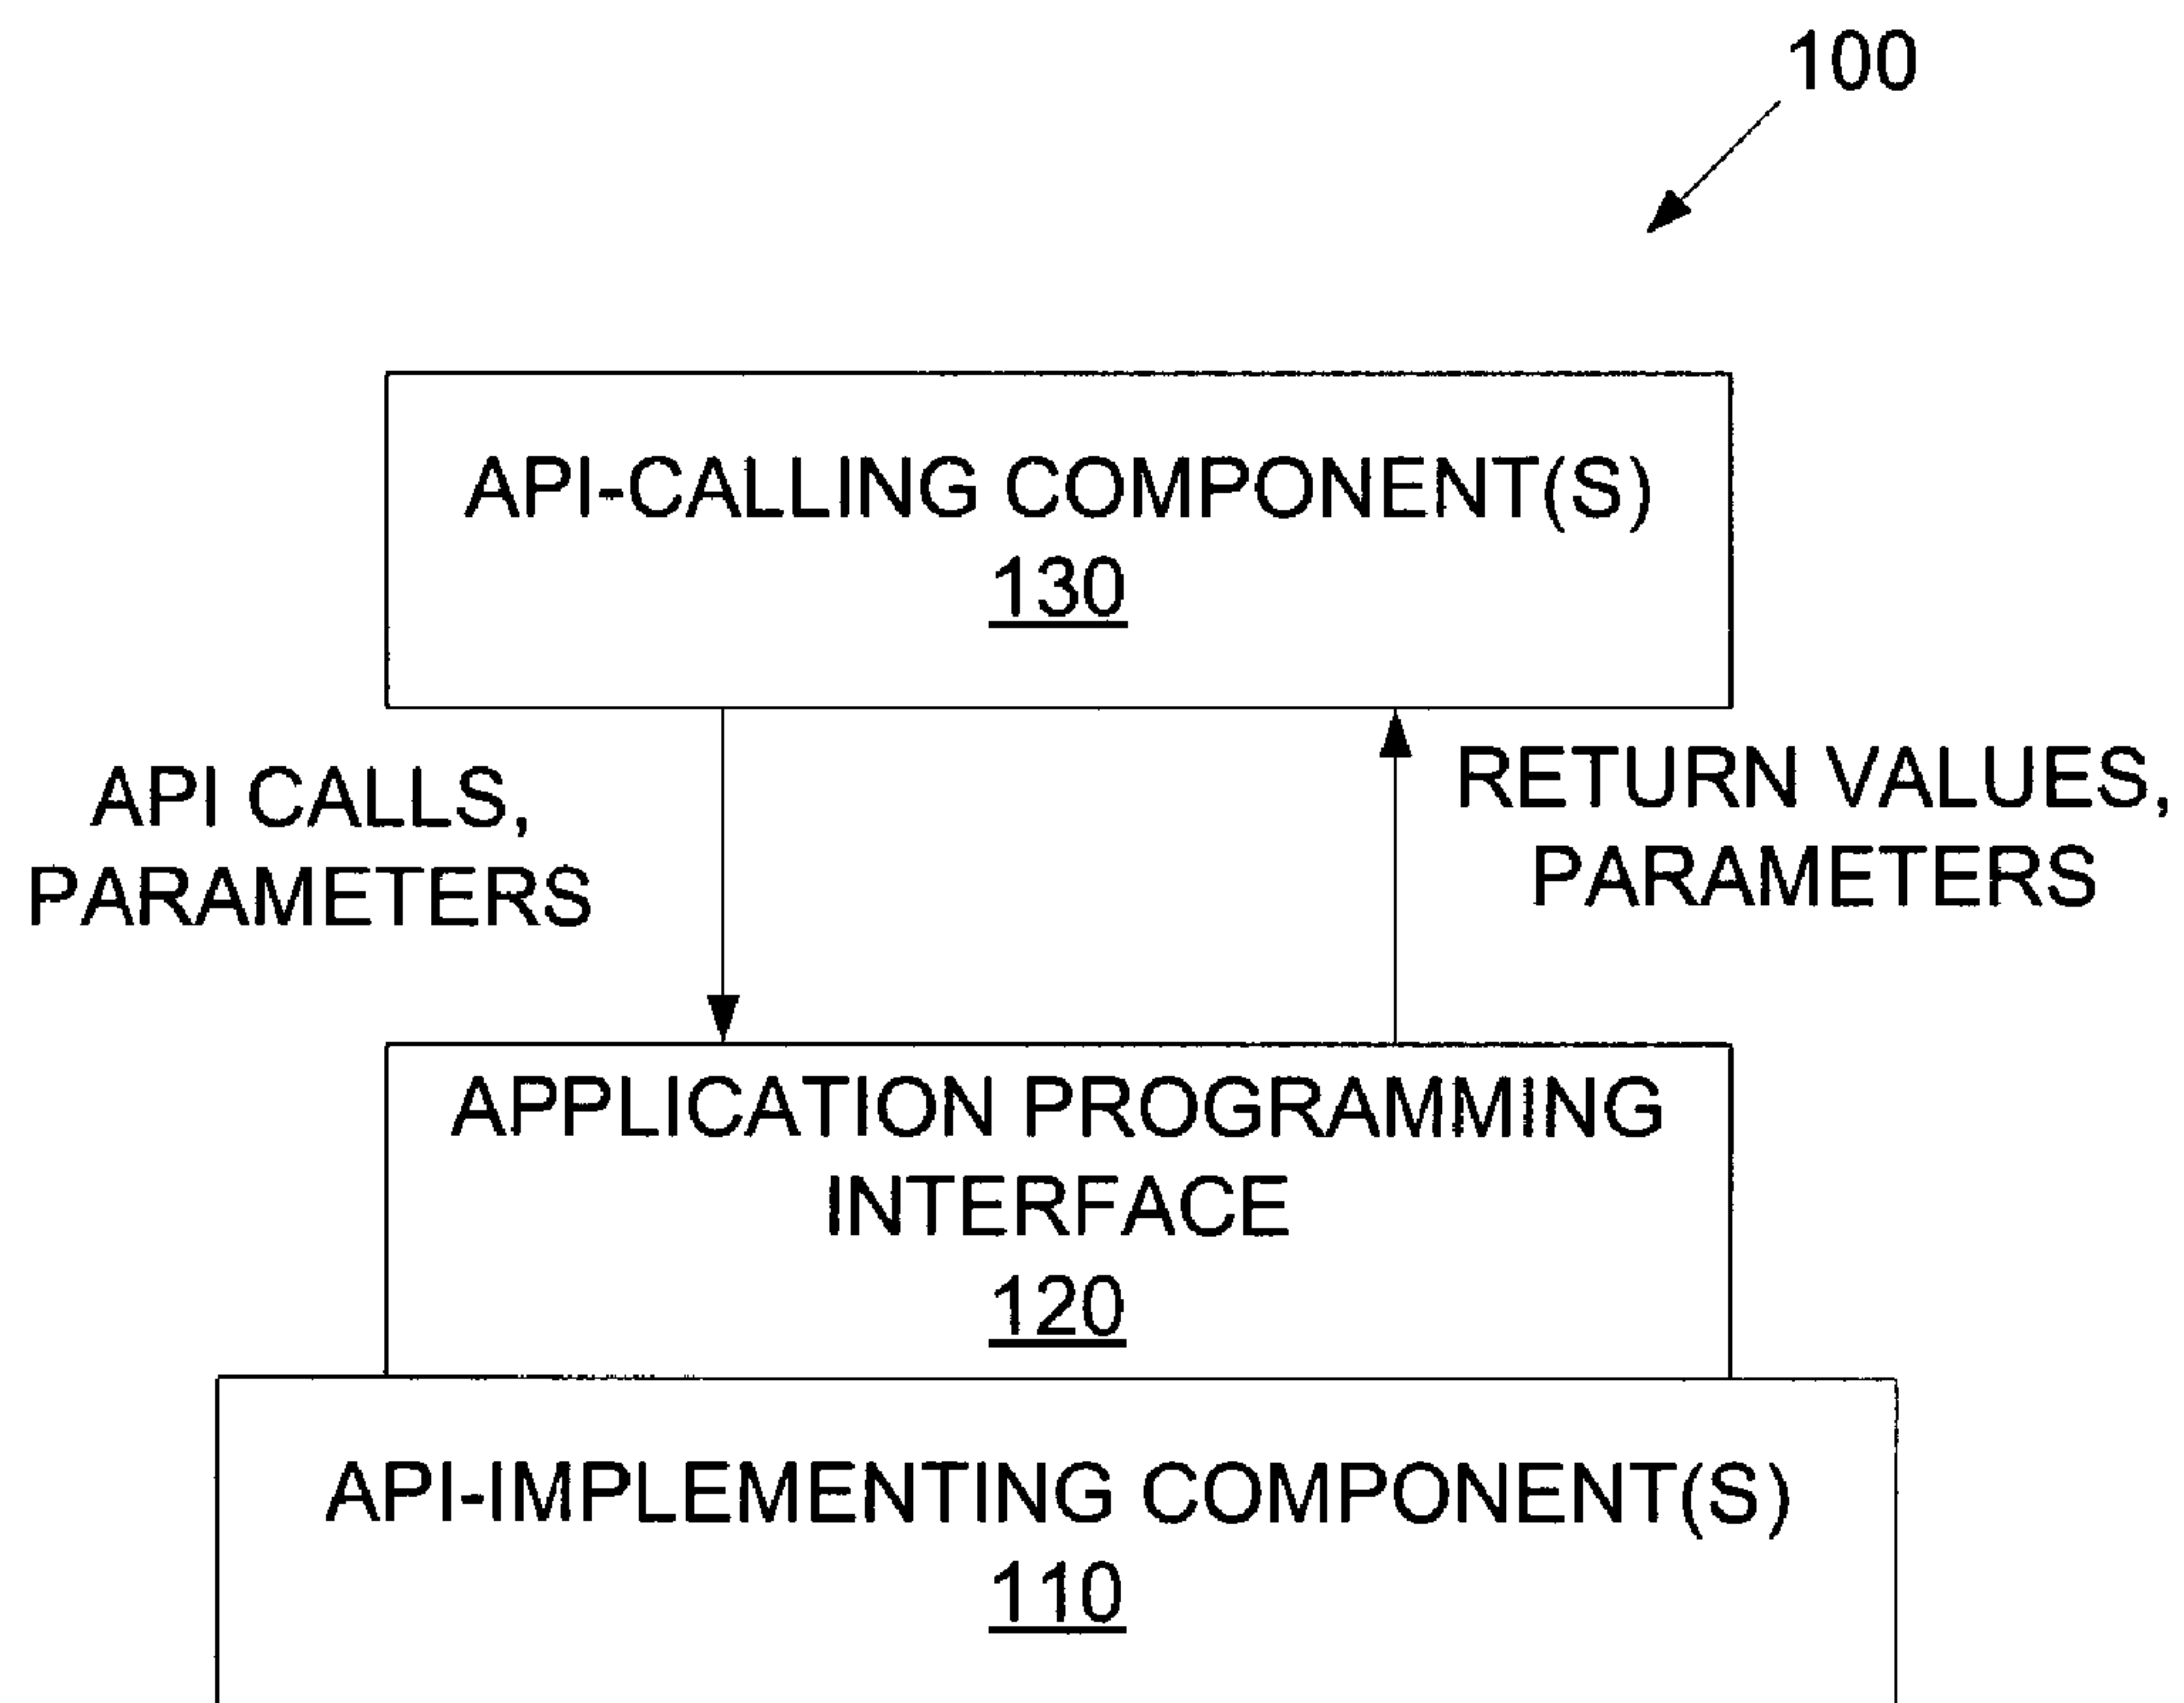 100
API-CALLING COMPONENT(S)
130
API CALLS,
PARAMETERS
RETURN VALUES,
PARAMETERS
APPLICATION PROGRAMMING
INTERFACE
120
API-IMPLEMENTING COMPONENT(S)
110